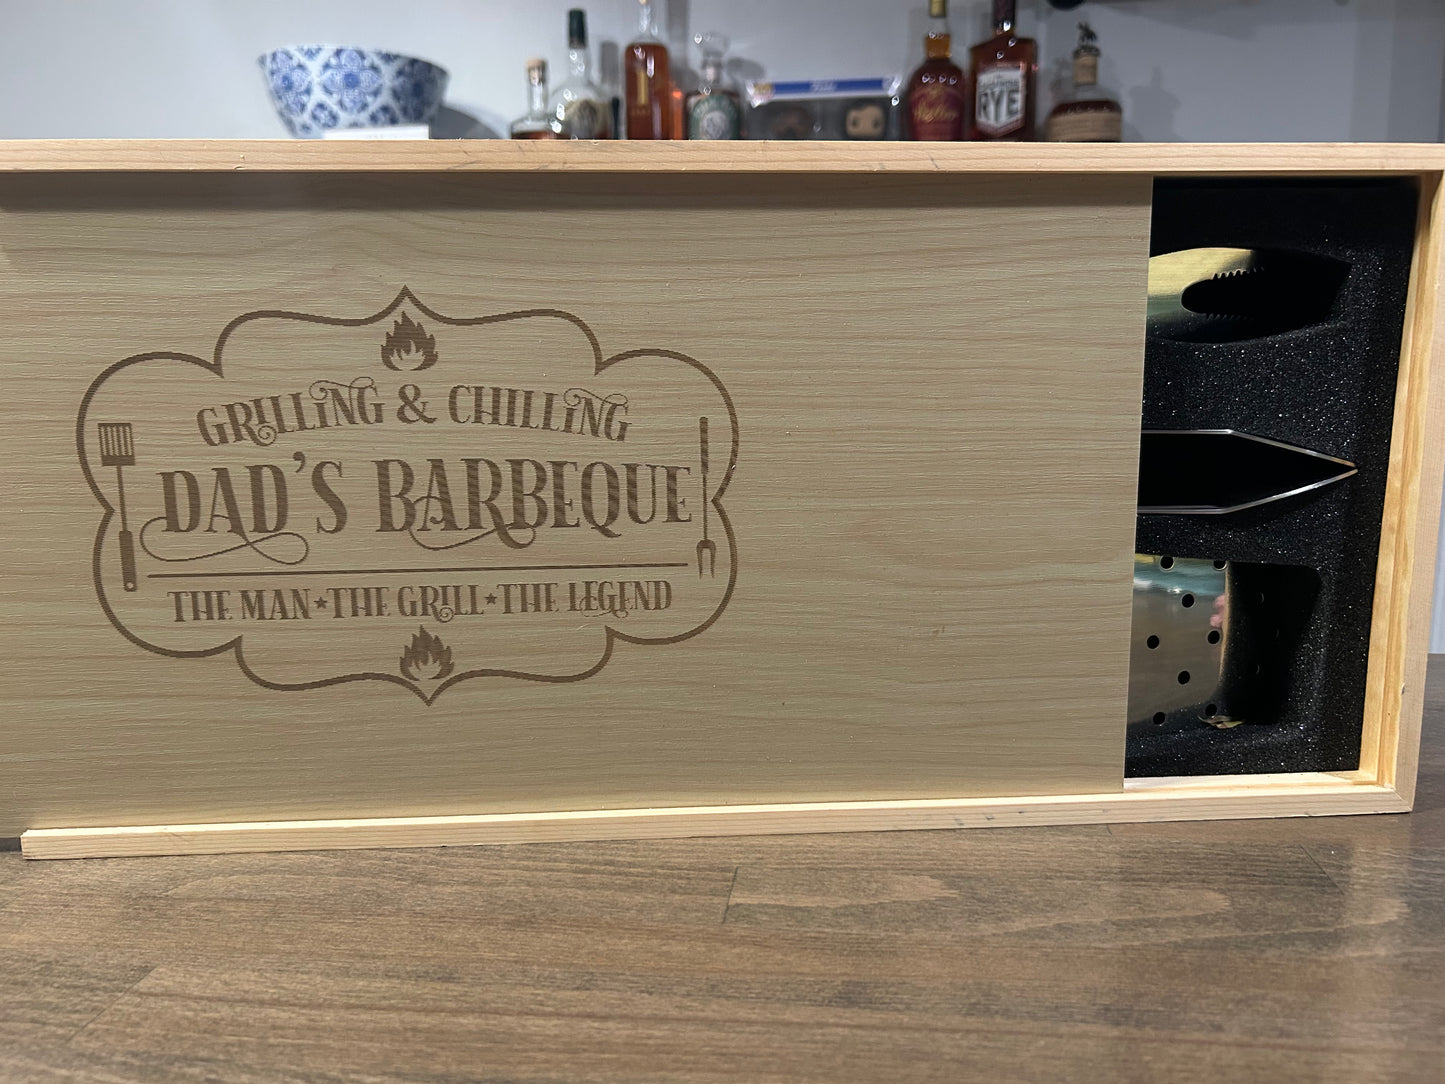 RYE
GRILLING & CHILLING
DAD'S BARBEQUE
THE MAN★THE GRILL★THE LEGEND